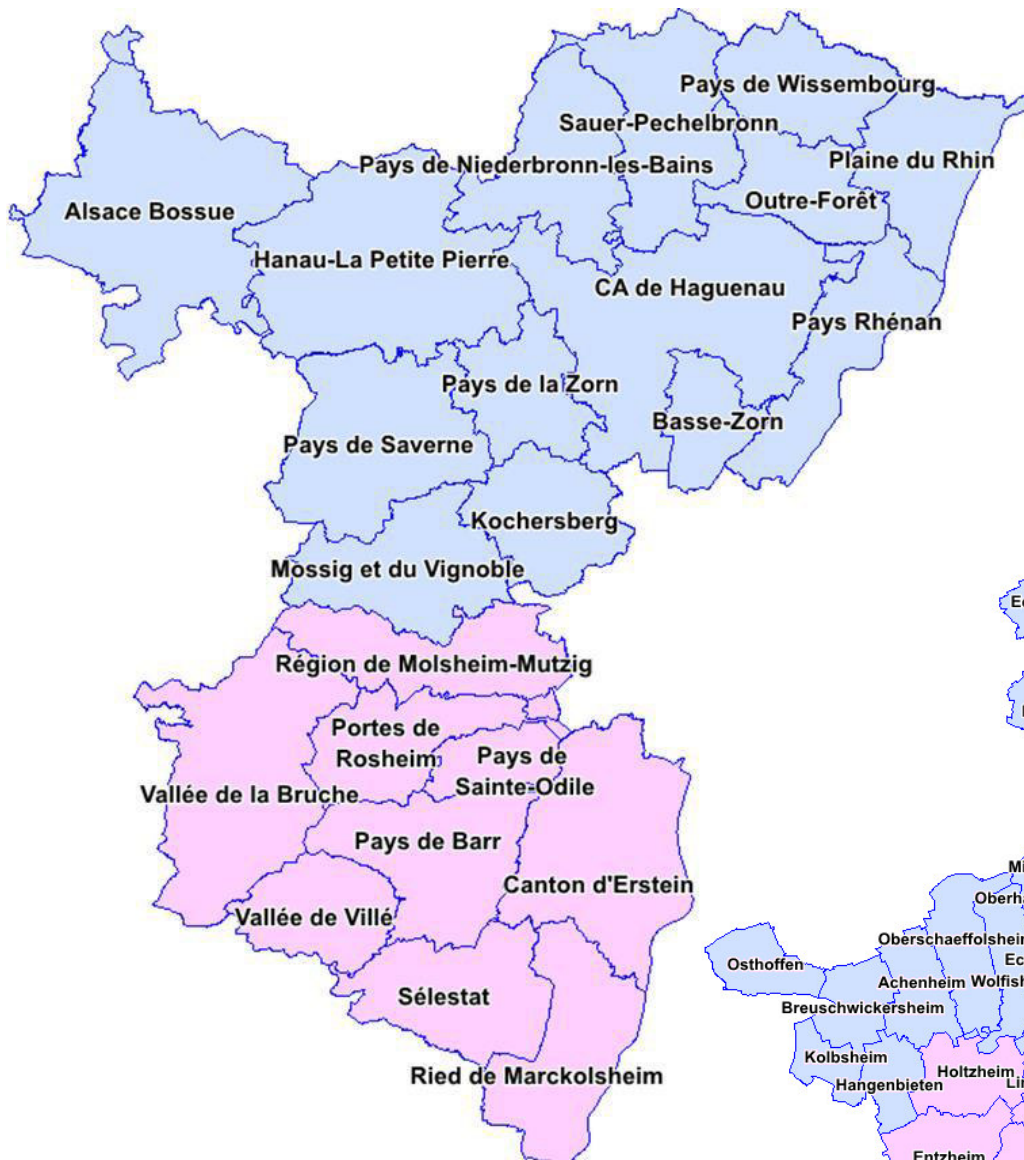 Pays de Wissembourg
Sauer-Pechelbronn
Pays de Niederbronn-les-Bains
Plaine du Rhin
Alsace Bossue
Outre-Forêt
Hanau-La Petite Pierre
CA de Haguenau
Pays Rhénan
Pays de la Zorn
Basse-Zorn
Pays de Saverne
Kochersberg
Mossig et du Vignoble
Région de Molsheim-Mutzig
Portes de
Rosheim
Pays de
Sainte-Odile
Vallée de la Bruche
Pays de Barr
Canton d'Erstein
Vallée de Villé
Sélestat
Ried de Marckolsheim
Oberschaeffolsheim
Osthoffen
Achenheim
Breuschwickersheim
Kolbsheim
Hangenbieten
Holtzheim
Entzheim